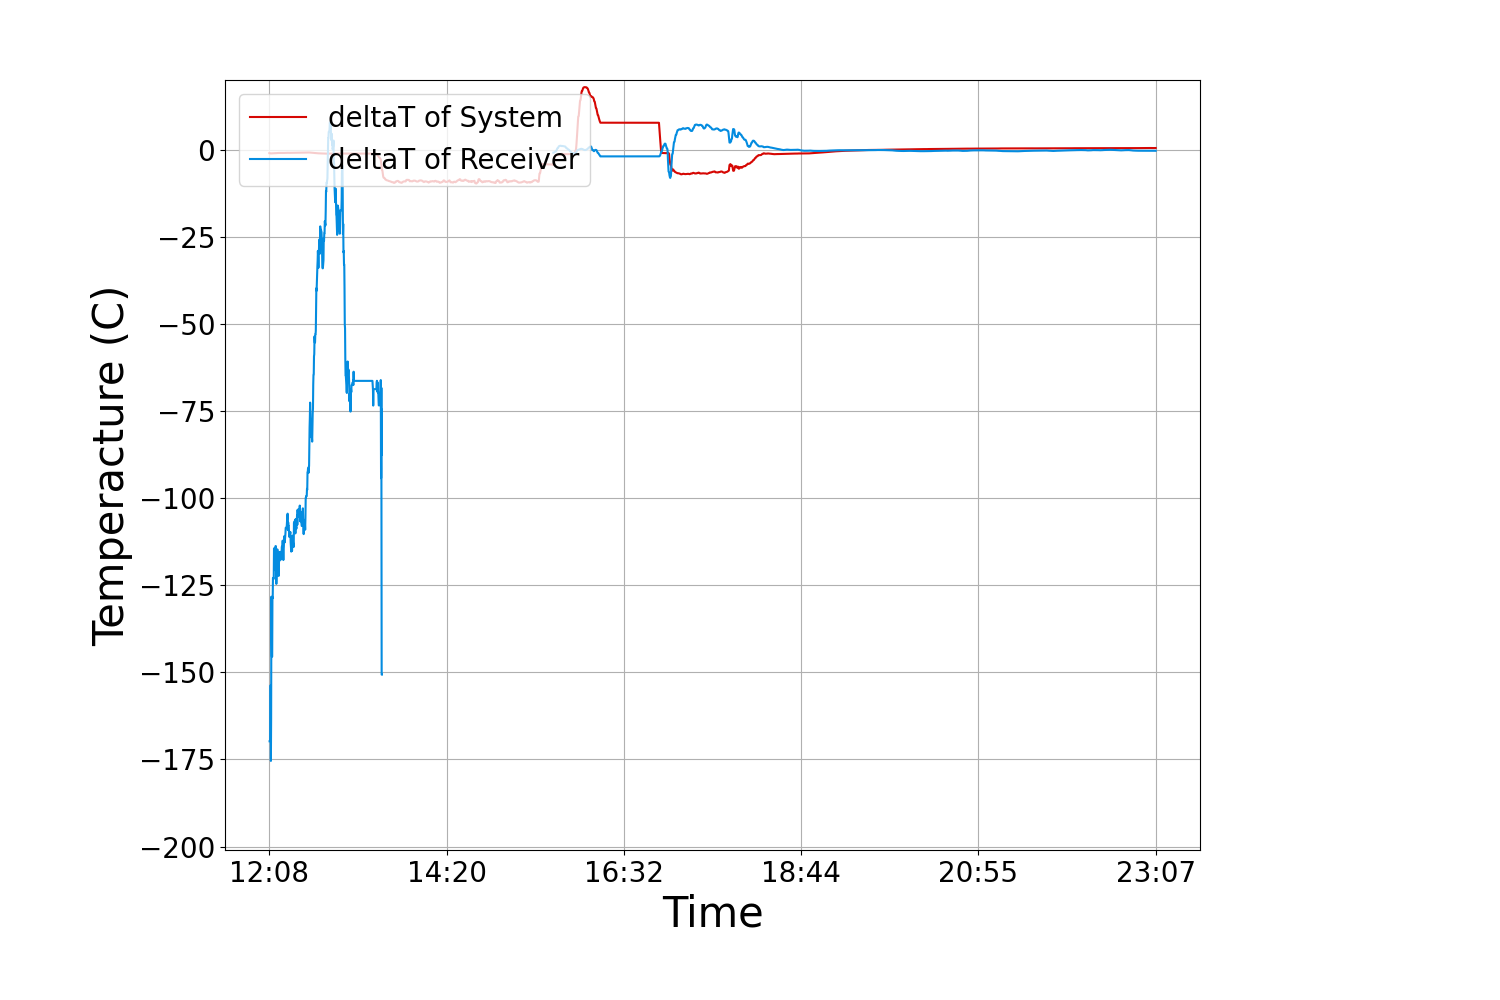 deltaT of System
deltaT of Receiver
0
−25
−50
−75
−100
−125
−150
−175
−200
Temperacture (C)
12:08 14:20 16:32 18:44 20:55 23:07
Time